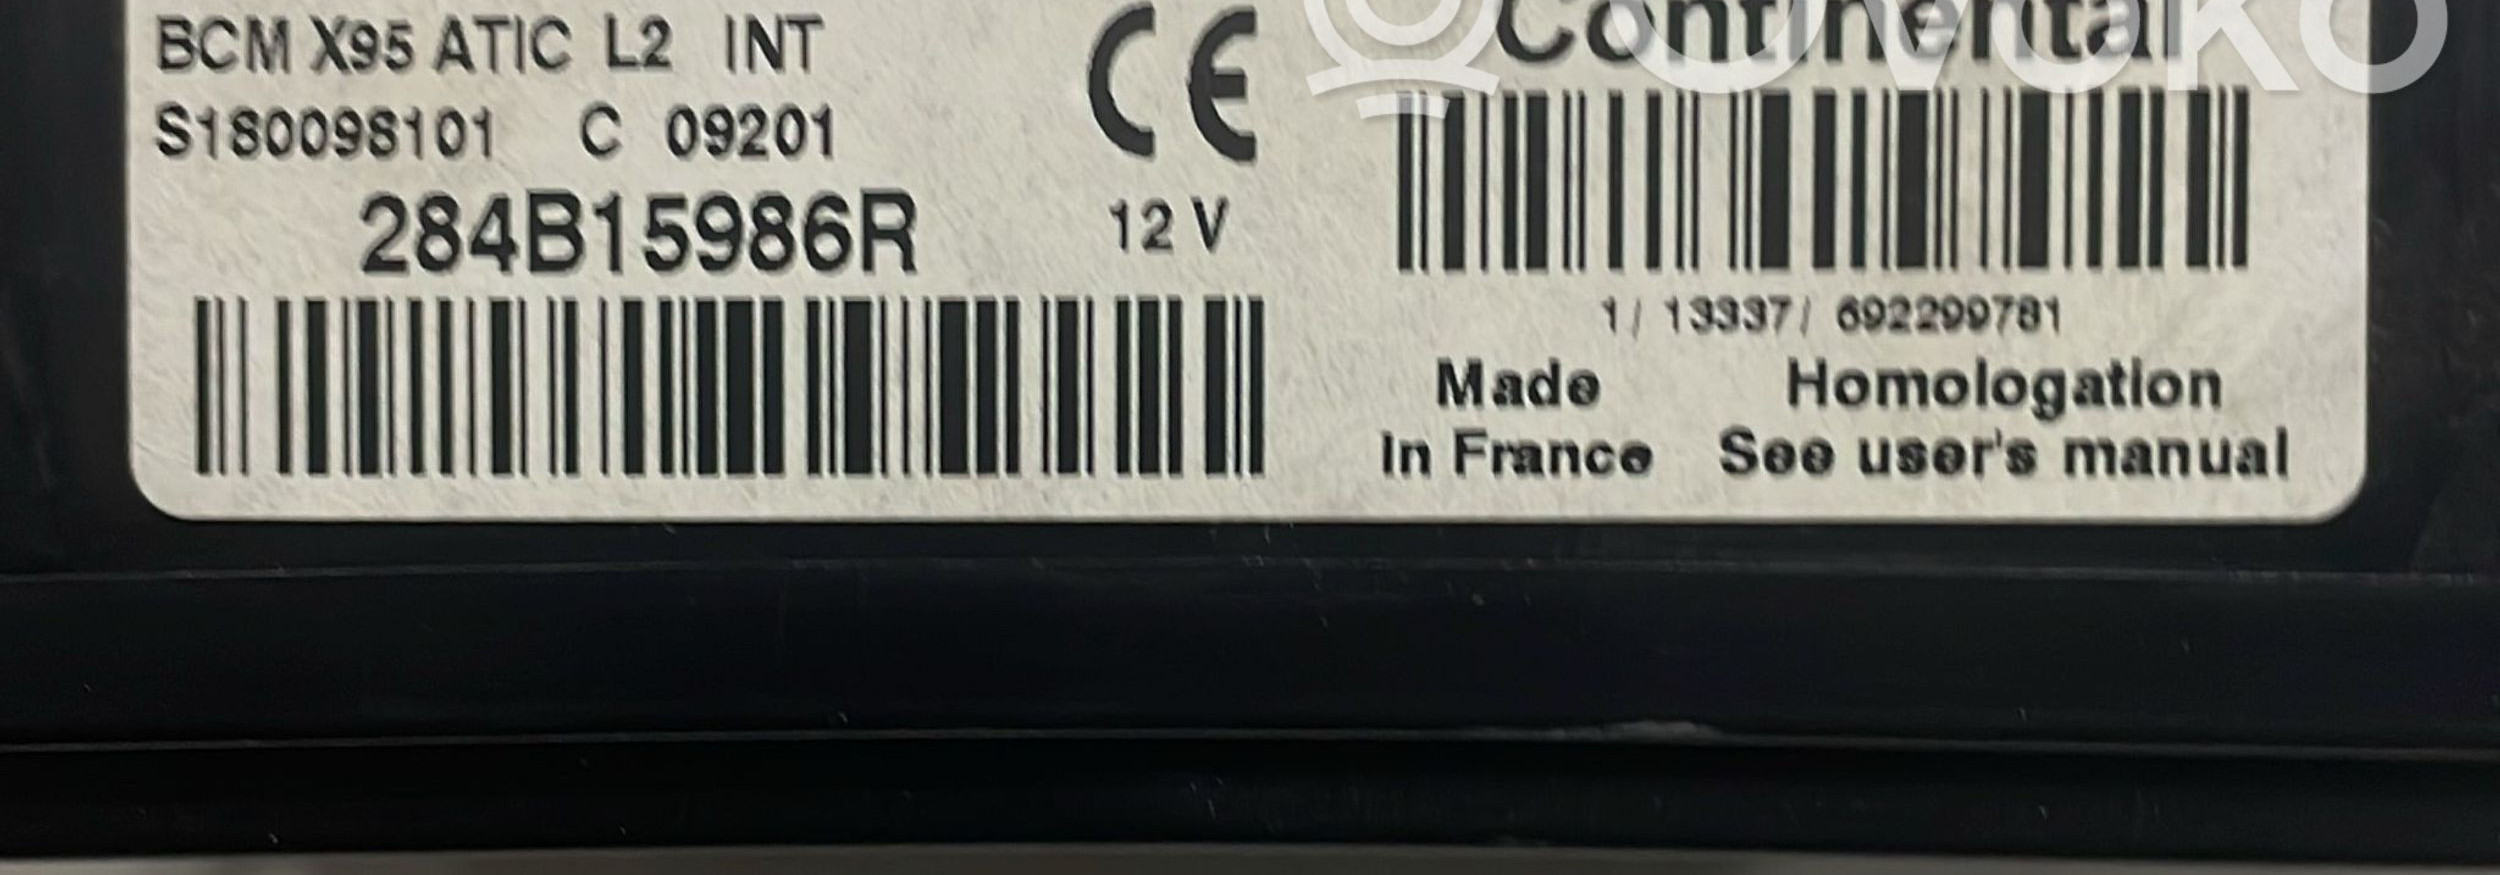 BCM X95 ATIC L2 INT
S180098101 C 09201
284B15986R
CE
12 V
Continental
OVOKO
1/ 13337/ 692299781
Made
In France
Homologation
See user's manual